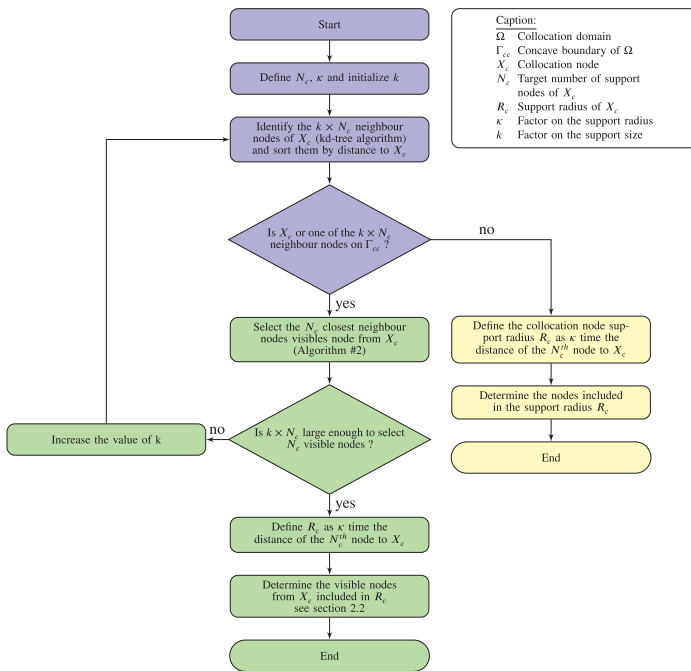 Start
Define N_c, κ and initialize k
Identify the k × N_c neighbour
nodes of X_c (kd-tree algorithm)
and sort them by distance to X_c
Is X_c or one of the k × N_c
neighbour nodes on Γ_cc ?
no
yes
Select the N_c closest neighbour
nodes visibles node from X_c
(Algorithm #2)
Is k × N_c large enough to select
N_c visible nodes ?
no
Increase the value of k
yes
Define R_c as κ time the
distance of the N_c^th node to X_c
Determine the visible nodes
from X_c included in R_c
see section 2.2
End
Define the collocation node sup-
port radius R_c as κ time the
distance of the N_c^th node to X_c
Determine the nodes included
in the support radius R_c
End
Caption:
Ω Collocation domain
Γ_cc Concave boundary of Ω
X_c Collocation node
N_c Target number of support
nodes of X_c
R_c Support radius of X_c
κ Factor on the support radius
k Factor on the support size